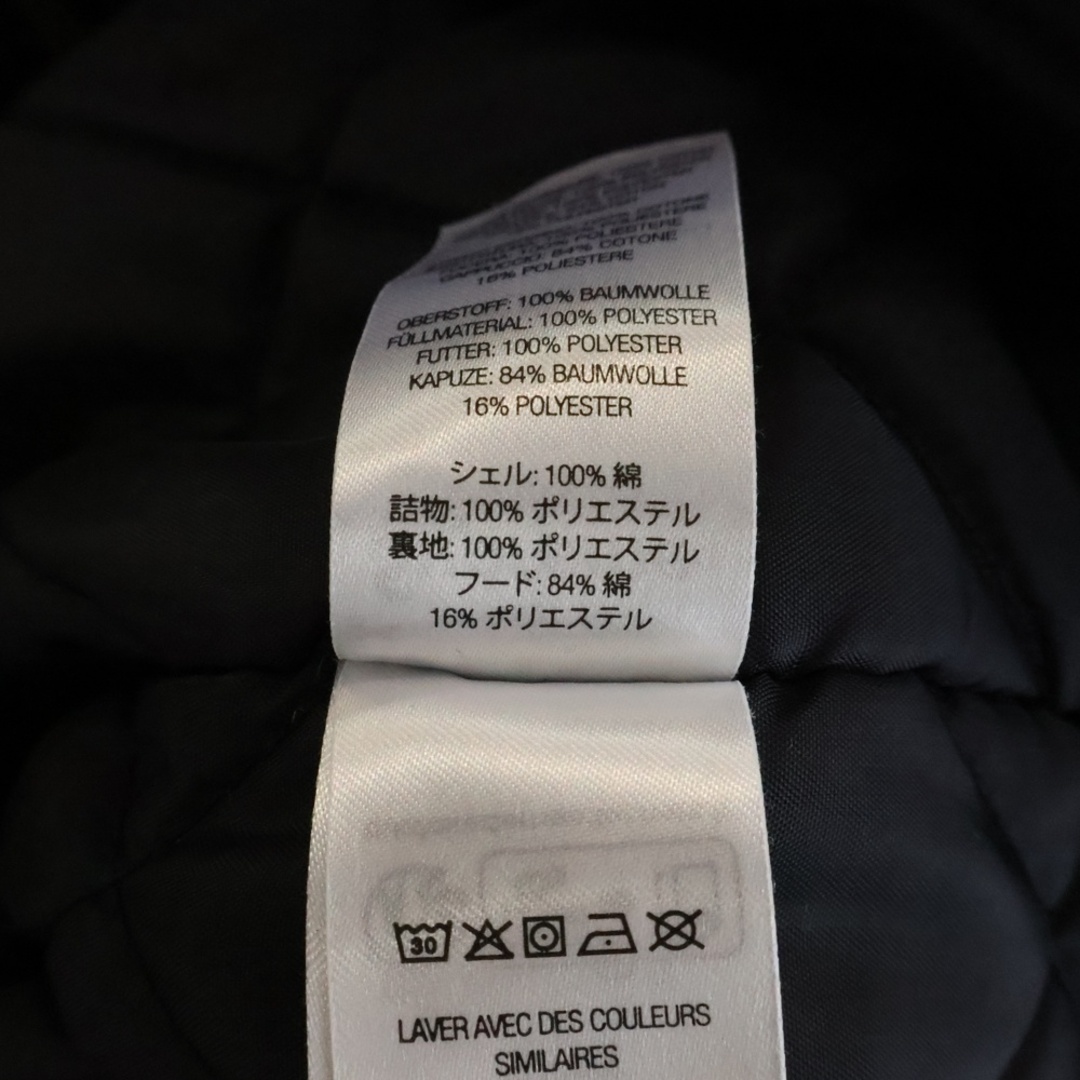 CAPPUCCIO: 84% COTONE
16% POLIESTERE
OBERSTOFF: 100% BAUMWOLLE
FÜLLMATERIAL: 100% POLYESTER
FUTTER: 100% POLYESTER
KAPUZE: 84% BAUMWOLLE
16% POLYESTER
シェル: 100% 綿
詰物: 100% ポリエステル
裏地: 100% ポリエステル
フード: 84% 綿
16% ポリエステル
30
LAVER AVEC DES COULEURS
SIMILAIRES